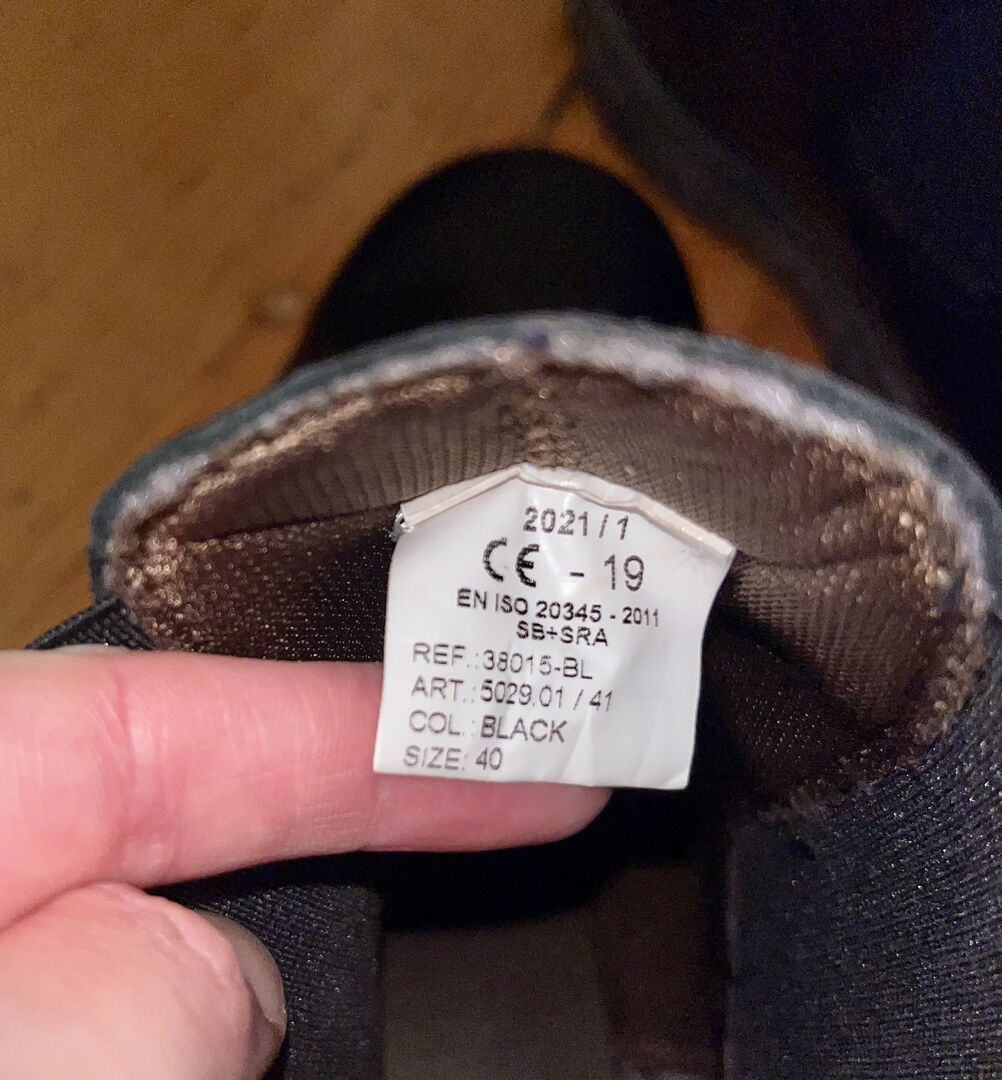 2021 / 1
CE - 19
EN ISO 20345 - 2011
SB+SRA
REF.: 38015-BL
ART.: 5029.01 / 41
COL.: BLACK
SIZE: 40